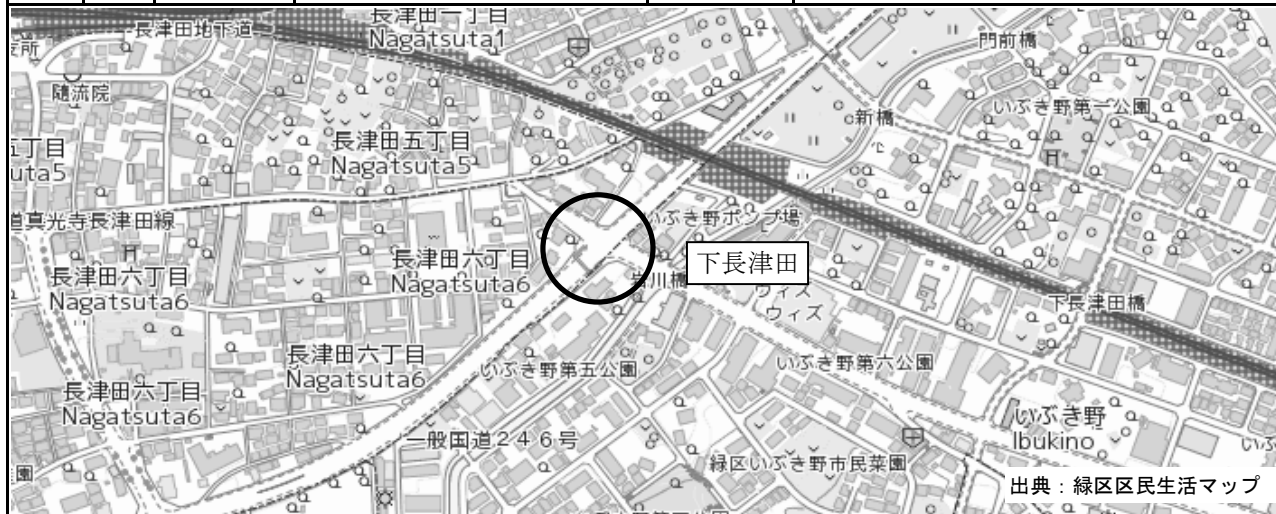 長津田地下道
長津田一丁目
Nagatsuta1
門前橋
随流院
新橋
いぶき野第一公園
長津田五丁目
Nagatsuta5
丁目
uta5
道真光寺長津田線
いぶき野ポンプ場
長津田六丁目
Nagatsuta6
長津田六丁目
Nagatsuta6
下長津田
岩川橋
ウィズ
ウィズ
下長津田橋
長津田六丁目
Nagatsuta6
いぶき野第五公園
いぶき野第六公園
長津田六丁目
Nagatsuta6
一般国道246号
いぶき野
Ibukino
緑区いぶき野市民菜園
出典:緑区区民生活マップ